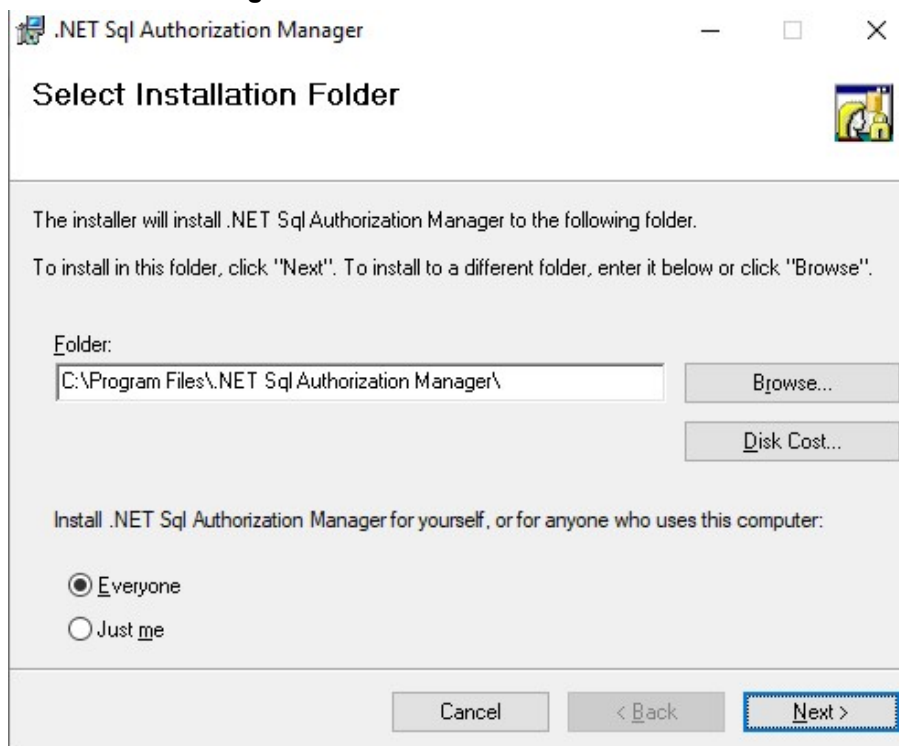 .NET Sql Authorization Manager
Select Installation Folder
The installer will install .NET Sql Authorization Manager to the following folder.
To install in this folder, click "Next". To install to a different folder, enter it below or click "Browse".
Folder:
C:\Program Files\.NET Sql Authorization Manager\
Browse...
Disk Cost...
Install .NET Sql Authorization Manager for yourself, or for anyone who uses this computer:
Everyone
Just me
Cancel
< Back
Next >